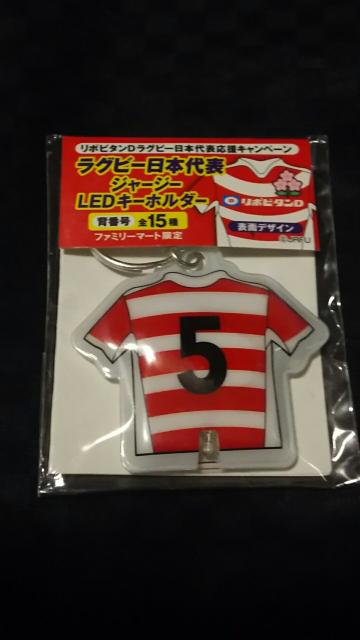 リポビタンDラグビー日本代表応援キャンペーン
ラグビー日本代表
ジャージー
LEDキーホルダー
背番号 全15種
ファミリーマート限定
リポビタンD
表面デザイン
©JRFU
5